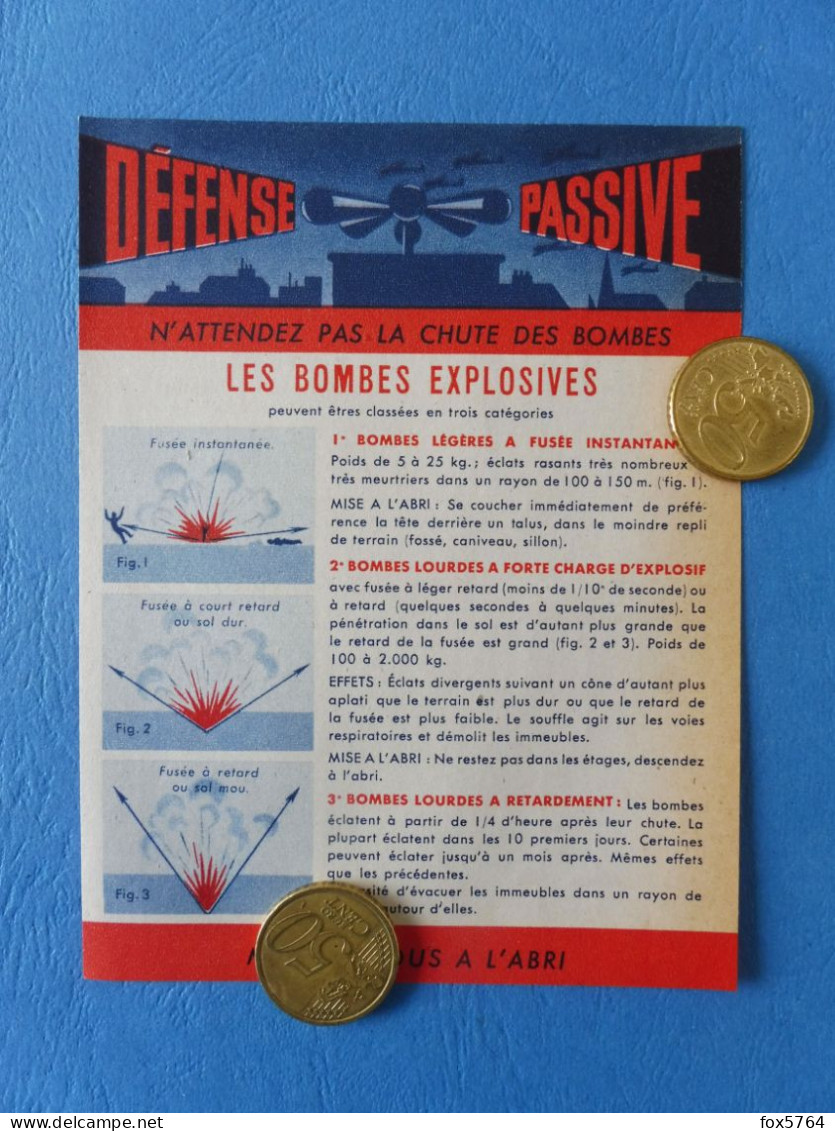 DÉFENSE PASSIVE
N'ATTENDEZ PAS LA CHUTE DES BOMBES
LES BOMBES EXPLOSIVES
peuvent êtres classées en trois catégories
Fusée instantanée.
Fig. 1
Fusée à court retard
ou sol dur.
Fig. 2
Fusée à retard
ou sol mou.
Fig. 3
1° BOMBES LÉGÈRES A FUSÉE
Poids de 5 à 25 kg.; éclats rasants très nombreux
très meurtriers dans un rayon de 100 à 150 m. (fig. 1).
MISE A L'ABRI : Se coucher immédiatement de préfé-
rence la tête derrière un talus, dans le moindre repli
de terrain (fossé, caniveau, sillon).
2° BOMBES LOURDES A FORTE CHARGE D'EXPLOSIF
avec fusée à léger retard (moins de 1/10° de seconde) ou
à retard (quelques secondes à quelques minutes). La
pénétration dans le sol est d'autant plus grande que
le retard de la fusée est grand (fig. 2 et 3). Poids de
100 à 2.000 kg.
EFFETS : Éclats divergents suivant un cône d'autant plus
aplati que le terrain est plus dur ou que le retard de
la fusée est plus faible. Le souffle agit sur les voies
respiratoires et démolit les immeubles.
MISE A L'ABRI : Ne restez pas dans les étages, descendez
à l'abri.
3° BOMBES LOURDES A RETARDEMENT : Les bombes
éclatent à partir de 1/4 d'heure après leur chute. La
plupart éclatent dans les 10 premiers jours. Certaines
peuvent éclater jusqu'à un mois après. Mêmes effets
que les précédentes.
d'évacuer les immeubles dans un rayon de
autour d'elles.
A L'ABRI
50
EURO
CENT
50
EURO
CENT
fox5764